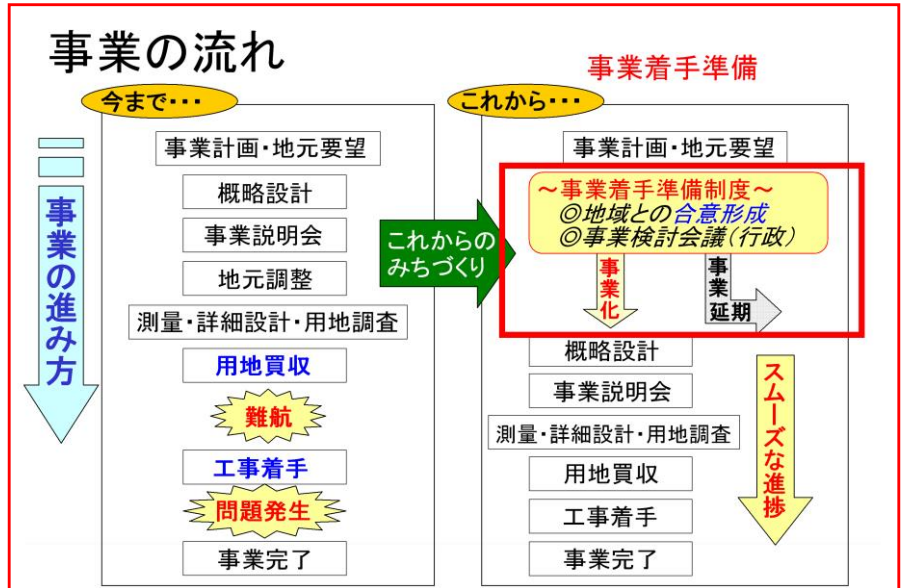 事業の流れ
事業着手準備
今まで・・・
事業の進み方
事業計画・地元要望
概略設計
事業説明会
地元調整
測量・詳細設計・用地調査
用地買収
難航
工事着手
問題発生
事業完了
これからの
みちづくり
これから・・・
事業計画・地元要望
～事業着手準備制度～
◎地域との合意形成
◎事業検討会議(行政)
事業化
事業延期
概略設計
事業説明会
測量・詳細設計・用地調査
用地買収
工事着手
事業完了
スムーズな進捗